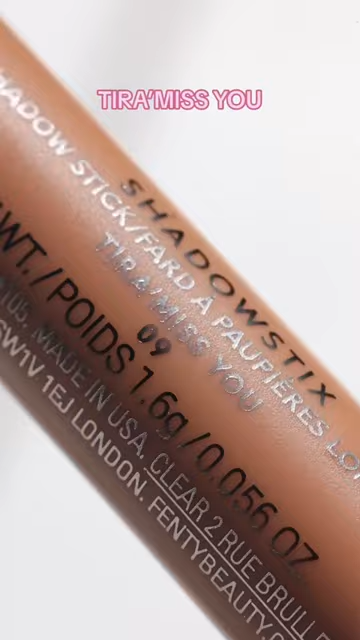 TIRA'MISS YOU
SHADOWSTIX
SHADOW STICK/FARD À PAUPIÈRES
TIRA'MISS YOU
09
WT./POIDS 1.6g/0.056 OZ.
MADE IN USA. CLEAR 2 RUE
SW1V 1EJ LONDON. FENTYBEAUTY